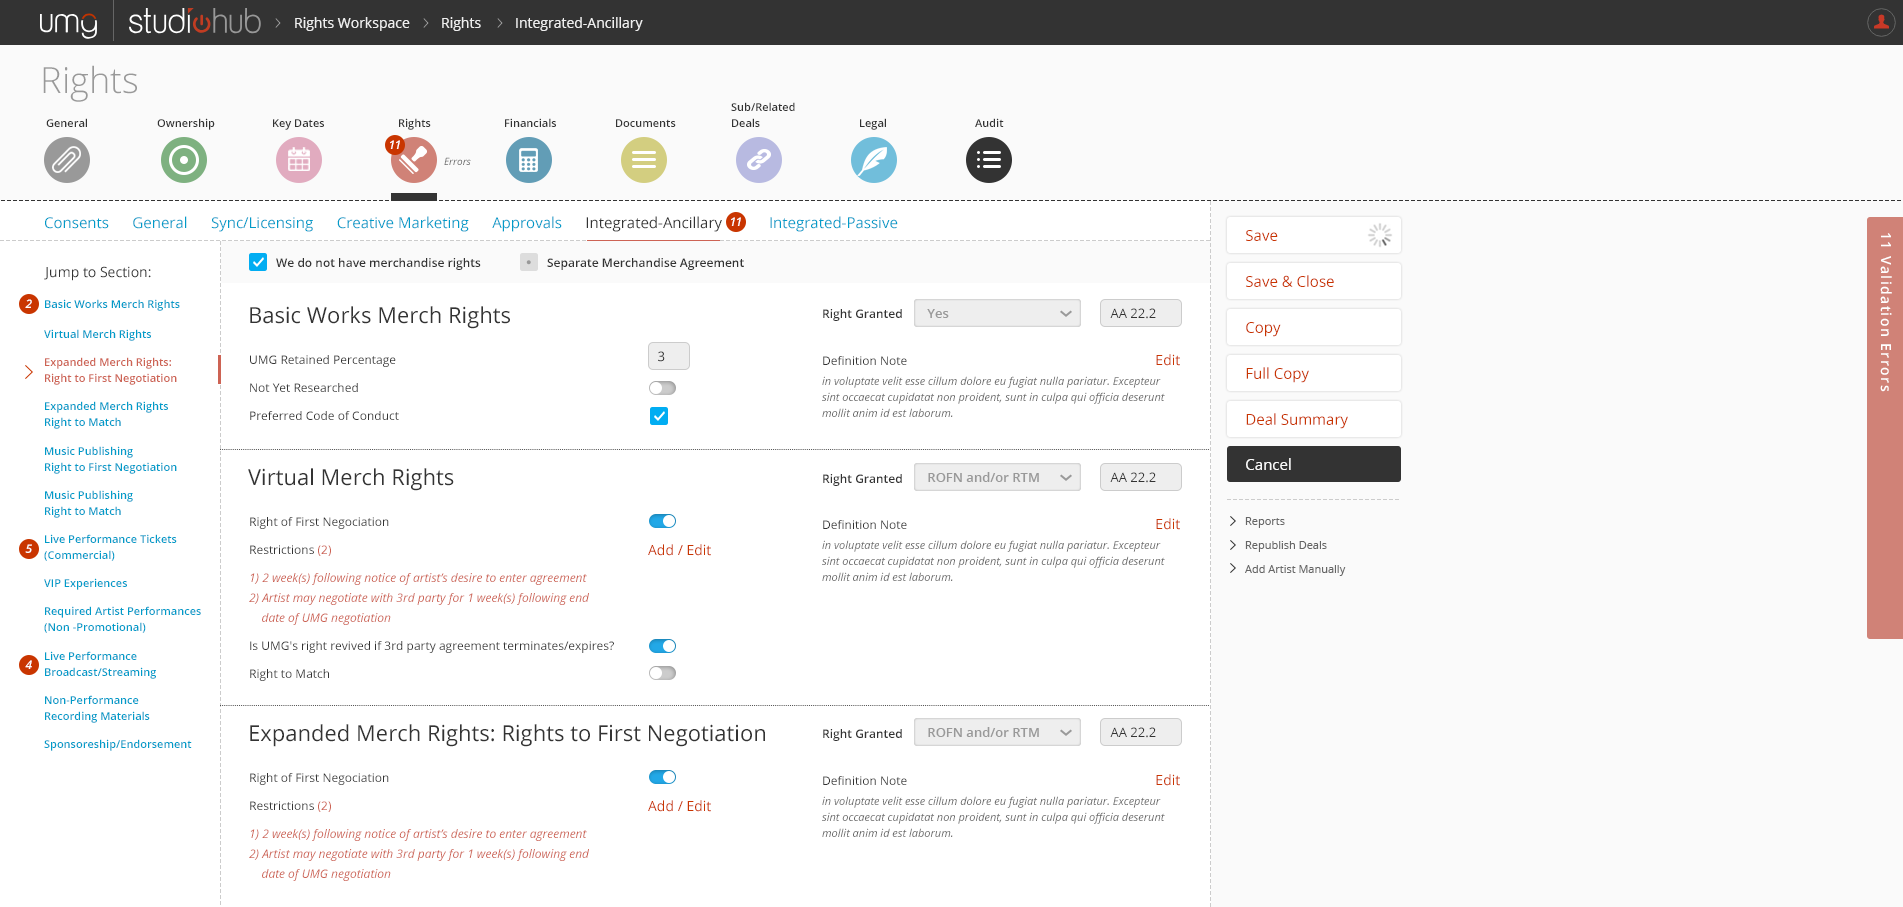 umg studiohub > Rights Workspace > Rights > Integrated-Ancillary
Rights
General
Ownership
Key Dates
Rights
11
Errors
Financials
Documents
Sub/Related
Deals
Legal
Audit
Consents
General
Sync/Licensing
Creative Marketing
Approvals
Integrated-Ancillary 11
Integrated-Passive
Jump to Section:
2 Basic Works Merch Rights
Virtual Merch Rights
Expanded Merch Rights:
Right to First Negotiation
Expanded Merch Rights
Right to Match
Music Publishing
Right to First Negotiation
Music Publishing
Right to Match
5 Live Performance Tickets
(Commercial)
VIP Experiences
Required Artist Performances
(Non -Promotional)
4 Live Performance
Broadcast/Streaming
Non-Performance
Recording Materials
Sponsoreship/Endorsement
We do not have merchandise rights
Separate Merchandise Agreement
Basic Works Merch Rights
Right Granted Yes AA 22.2
UMG Retained Percentage 3
Not Yet Researched
Preferred Code of Conduct
Definition Note Edit
in voluptate velit esse cillum dolore eu fugiat nulla pariatur. Excepteur
sint occaecat cupidatat non proident, sunt in culpa qui officia deserunt
mollit anim id est laborum.
Virtual Merch Rights
Right Granted ROFN and/or RTM AA 22.2
Right of First Negociation
Restrictions (2) Add / Edit
1) 2 week(s) following notice of artist's desire to enter agreement
2) Artist may negotiate with 3rd party for 1 week(s) following end
date of UMG negotiation
Is UMG's right revived if 3rd party agreement terminates/expires?
Right to Match
Definition Note Edit
in voluptate velit esse cillum dolore eu fugiat nulla pariatur. Excepteur
sint occaecat cupidatat non proident, sunt in culpa qui officia deserunt
mollit anim id est laborum.
Expanded Merch Rights: Rights to First Negotiation
Right Granted ROFN and/or RTM AA 22.2
Right of First Negociation
Restrictions (2) Add / Edit
1) 2 week(s) following notice of artist's desire to enter agreement
2) Artist may negotiate with 3rd party for 1 week(s) following end
date of UMG negotiation
Definition Note Edit
in voluptate velit esse cillum dolore eu fugiat nulla pariatur. Excepteur
sint occaecat cupidatat non proident, sunt in culpa qui officia deserunt
mollit anim id est laborum.
Save
Save & Close
Copy
Full Copy
Deal Summary
Cancel
Reports
Republish Deals
Add Artist Manually
11 Validation Errors